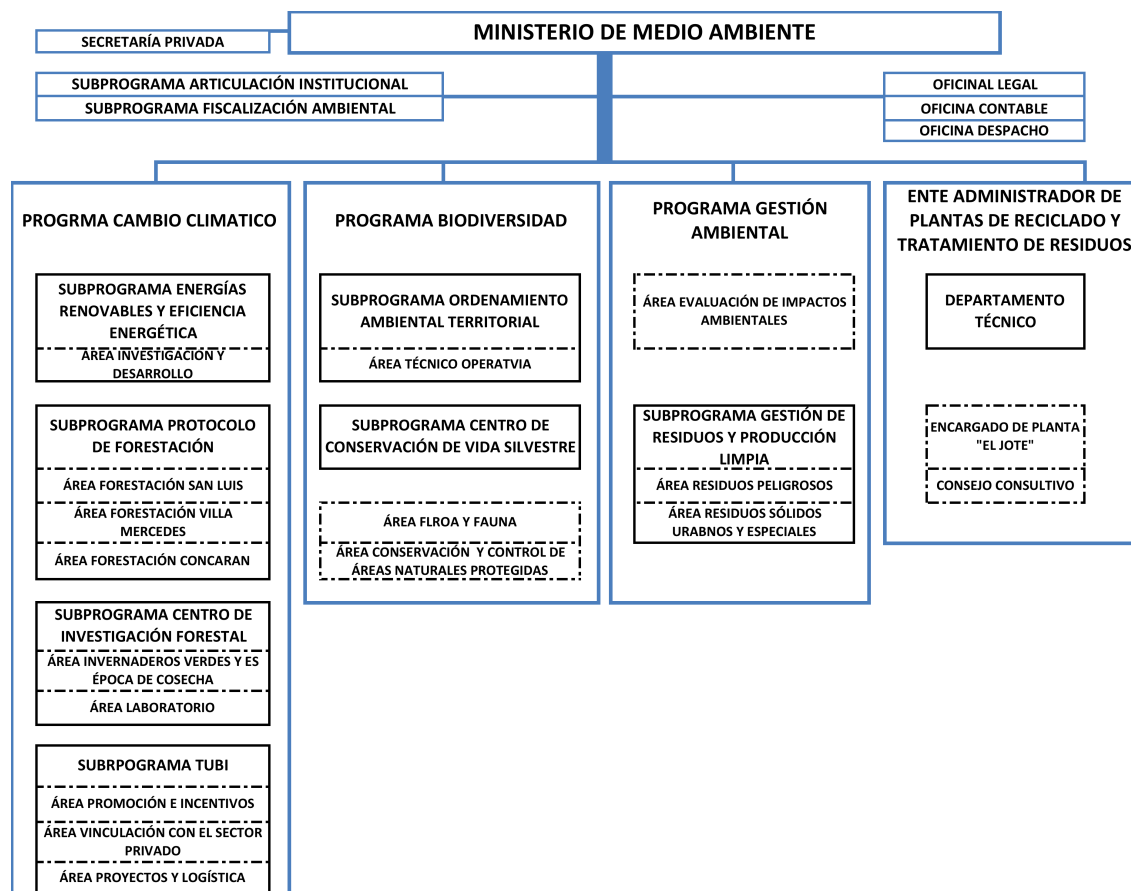 MINISTERIO DE MEDIO AMBIENTE
SECRETARÍA PRIVADA
SUBPROGRAMA ARTICULACIÓN INSTITUCIONAL
SUBPROGRAMA FISCALIZACIÓN AMBIENTAL
OFICINAL LEGAL
OFICINA CONTABLE
OFICINA DESPACHO
PROGRMA CAMBIO CLIMATICO
SUBPROGRAMA ENERGÍAS
RENOVABLES Y EFICIENCIA
ENERGÉTICA
ÁREA INVESTIGACIÓN Y
DESARROLLO
SUBPROGRAMA PROTOCOLO
DE FORESTACIÓN
ÁREA FORESTACIÓN SAN LUIS
ÁREA FORESTACIÓN VILLA
MERCEDES
ÁREA FORESTACIÓN CONCARAN
SUBPROGRAMA CENTRO DE
INVESTIGACIÓN FORESTAL
ÁREA INVERNADEROS VERDES Y ES
ÉPOCA DE COSECHA
ÁREA LABORATORIO
SUBRPOGRAMA TUBI
ÁREA PROMOCIÓN E INCENTIVOS
ÁREA VINCULACIÓN CON EL SECTOR
PRIVADO
ÁREA PROYECTOS Y LOGÍSTICA
PROGRAMA BIODIVERSIDAD
SUBPROGRAMA ORDENAMIENTO
AMBIENTAL TERRITORIAL
ÁREA TÉCNICO OPERATVIA
SUBPROGRAMA CENTRO DE
CONSERVACIÓN DE VIDA SILVESTRE
ÁREA FLROA Y FAUNA
ÁREA CONSERVACIÓN Y CONTROL DE
ÁREAS NATURALES PROTEGIDAS
PROGRAMA GESTIÓN
AMBIENTAL
ÁREA EVALUACIÓN DE IMPACTOS
AMBIENTALES
SUBPROGRAMA GESTIÓN DE
RESIDUOS Y PRODUCCIÓN
LIMPIA
ÁREA RESIDUOS PELIGROSOS
ÁREA RESIDUOS SÓLIDOS
URABNOS Y ESPECIALES
ENTE ADMINISTRADOR DE
PLANTAS DE RECICLADO Y
TRATAMIENTO DE RESIDUOS
DEPARTAMENTO
TÉCNICO
ENCARGADO DE PLANTA
"EL JOTE"
CONSEJO CONSULTIVO